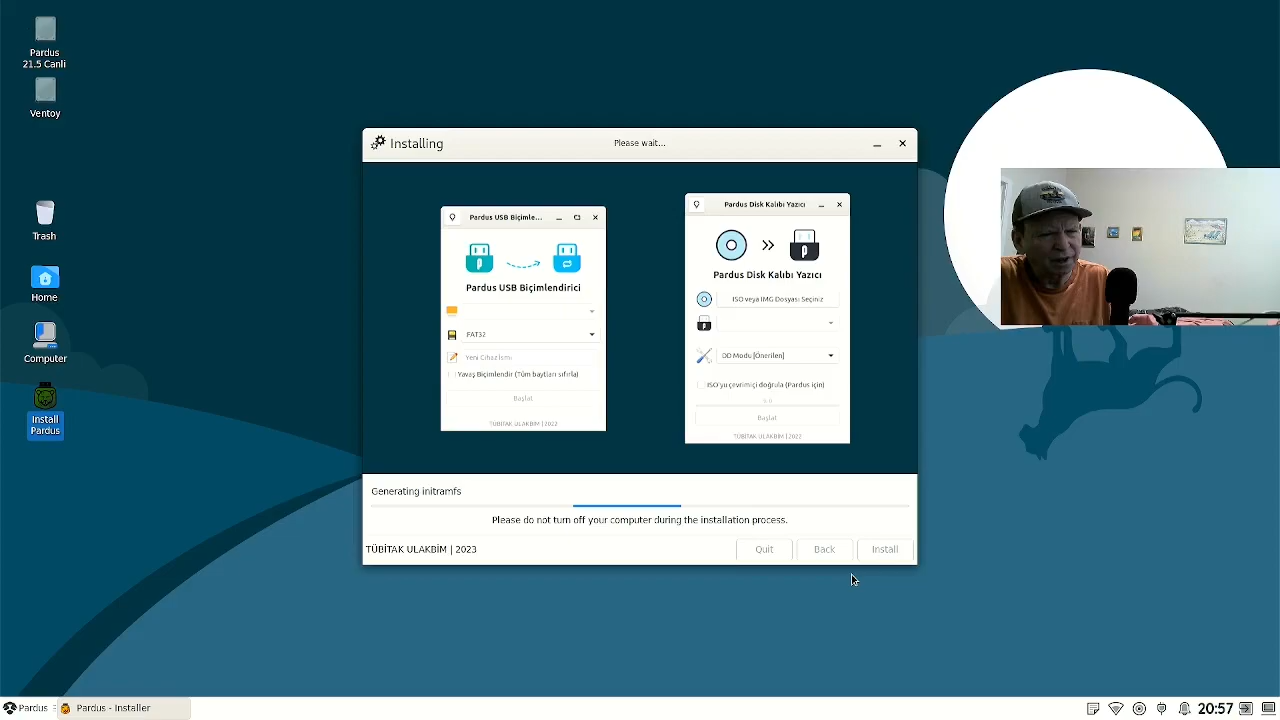 Pardus
21.5 Canli
Ventoy
Trash
Home
Computer
Install
Pardus
Installing
Please wait...
Pardus USB Biçimle...
Pardus USB Biçimlendirici
FAT32
Yeni Cihaz İsmi
Yavaş Biçimlendir (Tüm baytları sıfırla)
Başlat
TÜBİTAK ULAKBİM | 2022
Pardus Disk Kalıbı Yazıcı
Pardus Disk Kalıbı Yazıcı
ISO veya IMG Dosyası Seçiniz
DD Modu [Önerilen]
ISO'yu çevrimiçi doğrula (Pardus için)
Başlat
TÜBİTAK ULAKBİM | 2022
Generating initramfs
Please do not turn off your computer during the installation process.
TÜBİTAK ULAKBİM | 2023
Quit
Back
Install
Pardus
Pardus - Installer
20:57